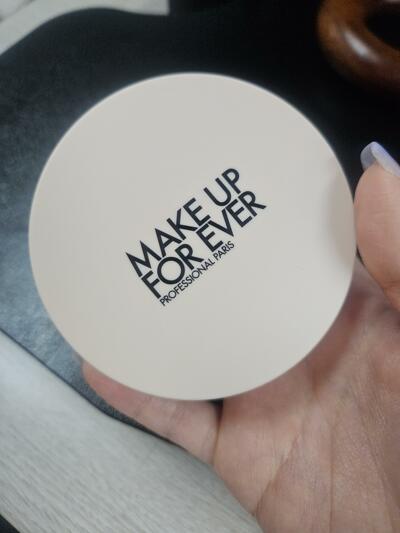 MAKE UP
FOR EVER
PROFESSIONAL PARIS